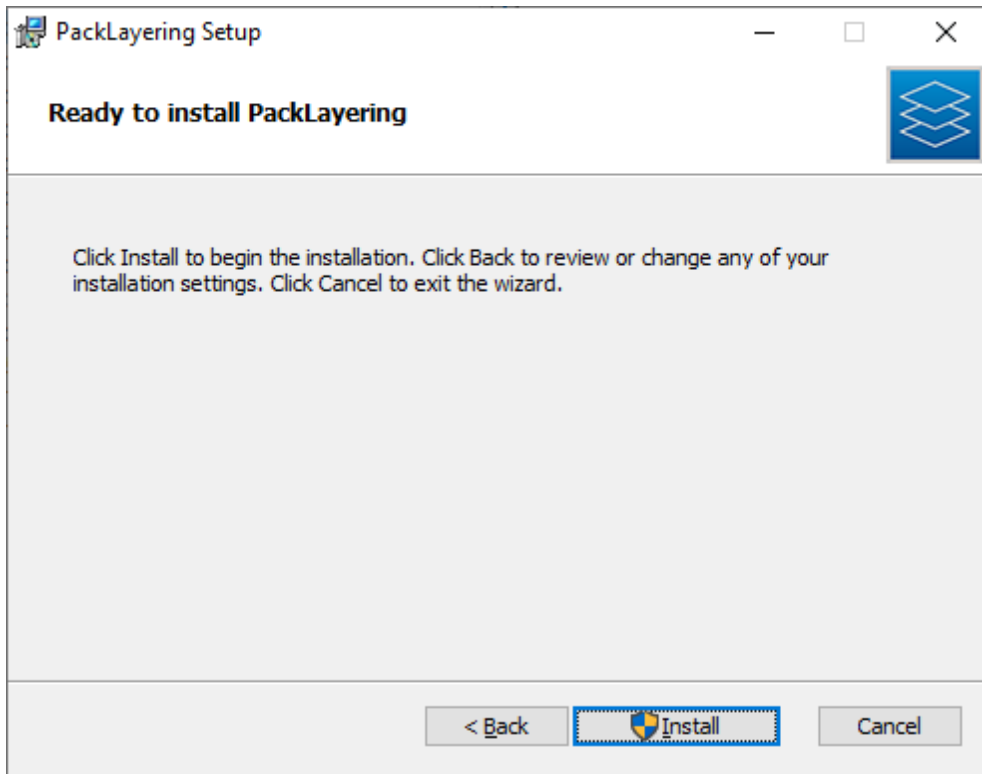 PackLayering Setup
Ready to install PackLayering
Click Install to begin the installation. Click Back to review or change any of your
installation settings. Click Cancel to exit the wizard.
< Back
Install
Cancel